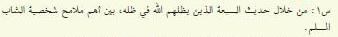 س١: من خلال حديث السبعة الذين يظلهم الله في ظله، بين أهم ملامح شخصية الشاب
المسلم.